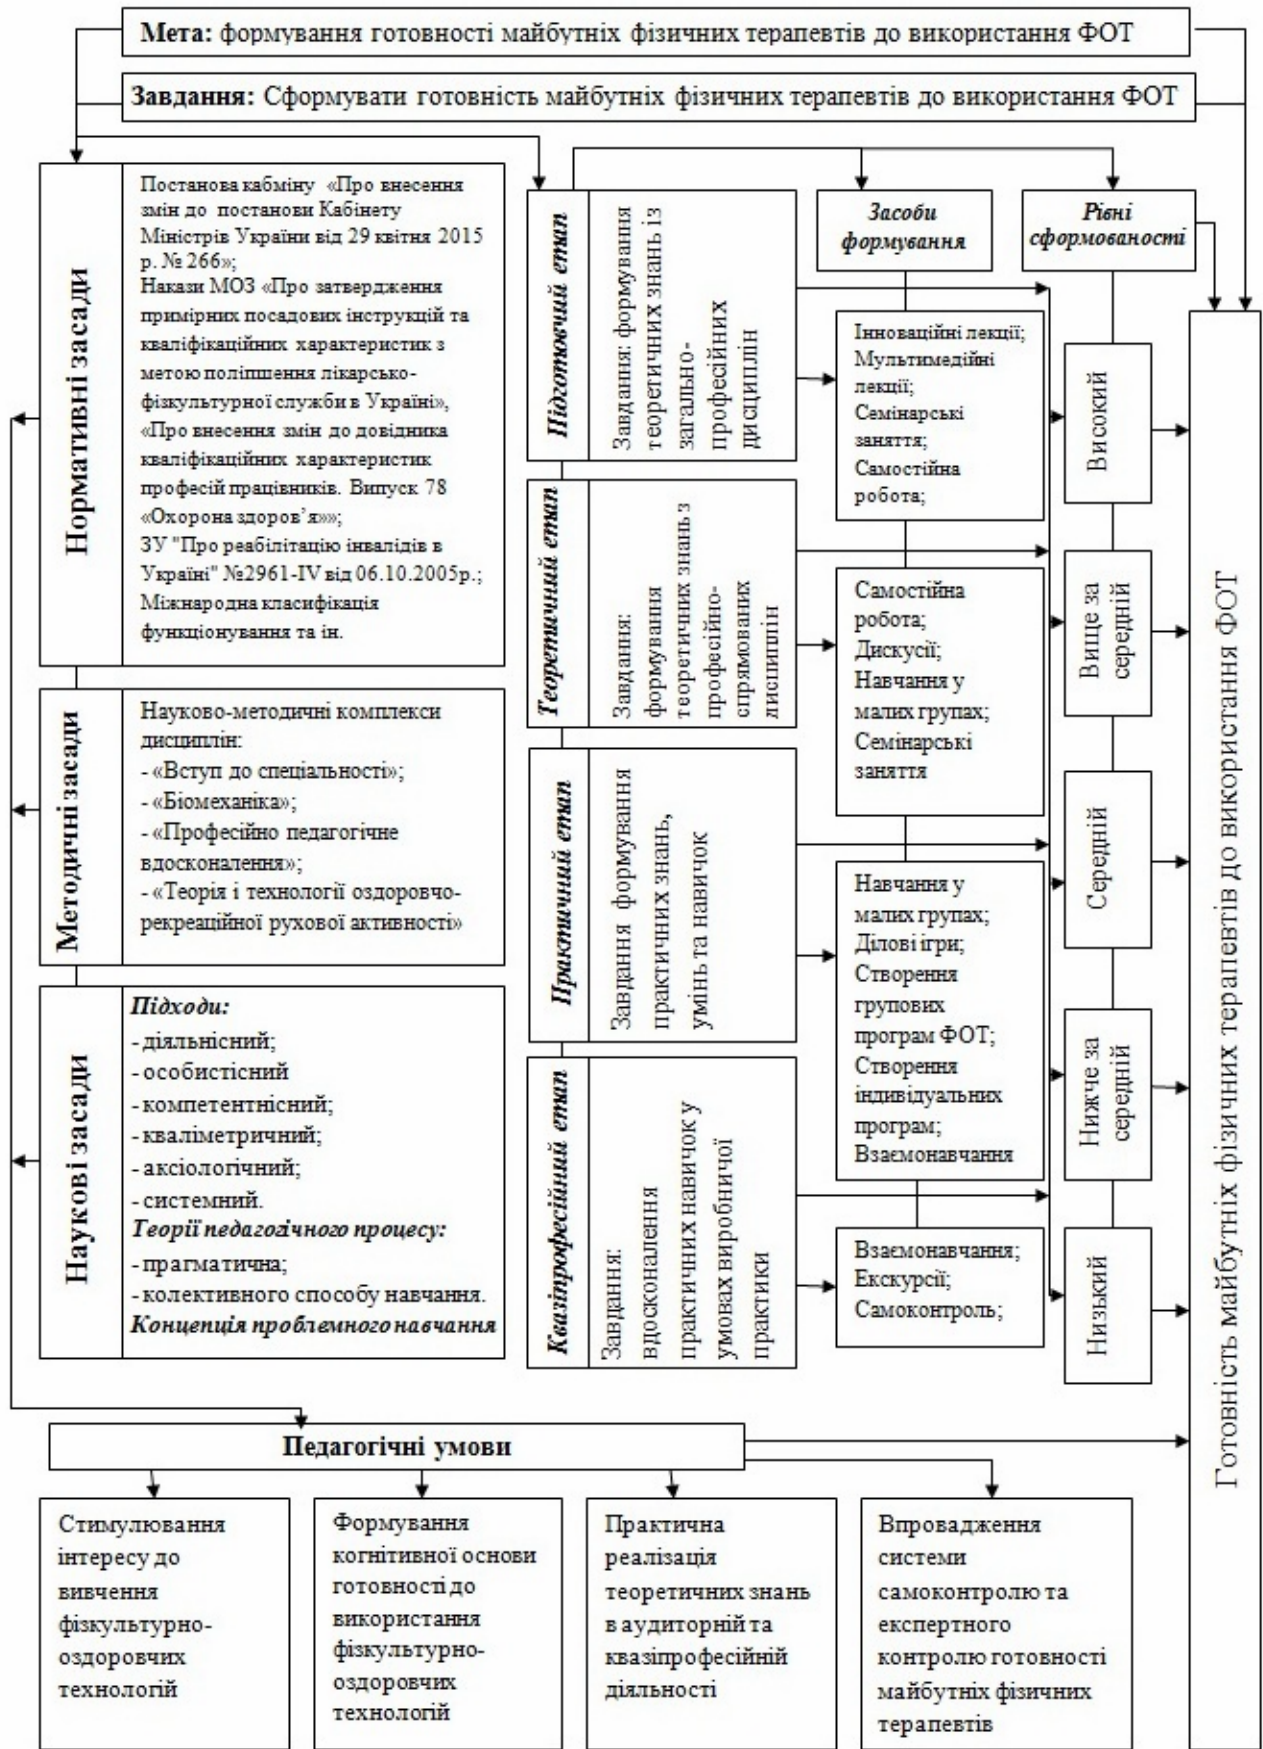 Мета: формування готовності майбутніх фізичних терапевтів до використання ФОТ
Завдання: Сформувати готовність майбутніх фізичних терапевтів до використання ФОТ
Нормативні засади
Постанова кабміну «Про внесення
змін до постанови Кабінету
Міністрів України від 29 квітня 2015
р. № 266»;
Накази МОЗ «Про затвердження
примірних посадових інструкцій та
кваліфікаційних характеристик з
метою поліпшення лікарсько-
фізкультурної служби в Україні»,
«Про внесення змін до довідника
кваліфікаційних характеристик
професій працівників. Випуск 78
«Охорона здоров’я»»;
ЗУ "Про реабілітацію інвалідів в
Україні" №2961-IV від 06.10.2005р.;
Міжнародна класифікація
функціонування та ін.
Методичні засади
Науково-методичні комплекси
дисциплін:
- «Вступ до спеціальності»;
- «Біомеханіка»;
- «Професійно педагогічне
вдосконалення»;
- «Теорія і технології оздоровчо-
рекреаційної рухової активності»
Наукові засади
Підходи:
- діяльнісний;
- особистісний
- компетентнісний;
- кваліметричний;
- аксіологічний;
- системний.
Теорії педагогічного процесу:
- прагматична;
- колективного способу навчання.
Концепція проблемного навчання
Підготовчий етап
Завдання: формування
теоретичних знань із
загально-
професійних
дисциплін
Теоретичний етап
Завдання:
формування
теоретичних знань з
професійно-
спрямованих
дисциплін
Практичний етап
Завдання формування
практичних знань,
умінь та навичок
Квазіпрофесійний етап
Завдання:
вдосконалення
практичних навичок у
умовах виробничої
практики
Засоби
формування
Інноваційні лекції;
Мультимедійні
лекції;
Семінарські
заняття;
Самостійна
робота;
Самостійна
робота;
Дискусії;
Навчання у
малих групах;
Семінарські
заняття
Навчання у
малих групах;
Ділові ігри;
Створення
групових
програм ФОТ;
Створення
індивідуальних
програм;
Взаємонавчання
Взаємонавчання;
Екскурсії;
Самоконтроль;
Рівні
сформованості
Високий
Вище за
середній
Середній
Нижче за
середній
Низький
Готовність майбутніх фізичних терапевтів до використання ФОТ
Педагогічні умови
Стимулювання
інтересу до
вивчення
фізкультурно-
оздоровчих
технологій
Формування
когнітивної основи
готовності до
використання
фізкультурно-
оздоровчих
технологій
Практична
реалізація
теоретичних знань
в аудиторній та
квазіпрофесійній
діяльності
Впровадження
системи
самоконтролю та
експертного
контролю готовності
майбутніх фізичних
терапевтів